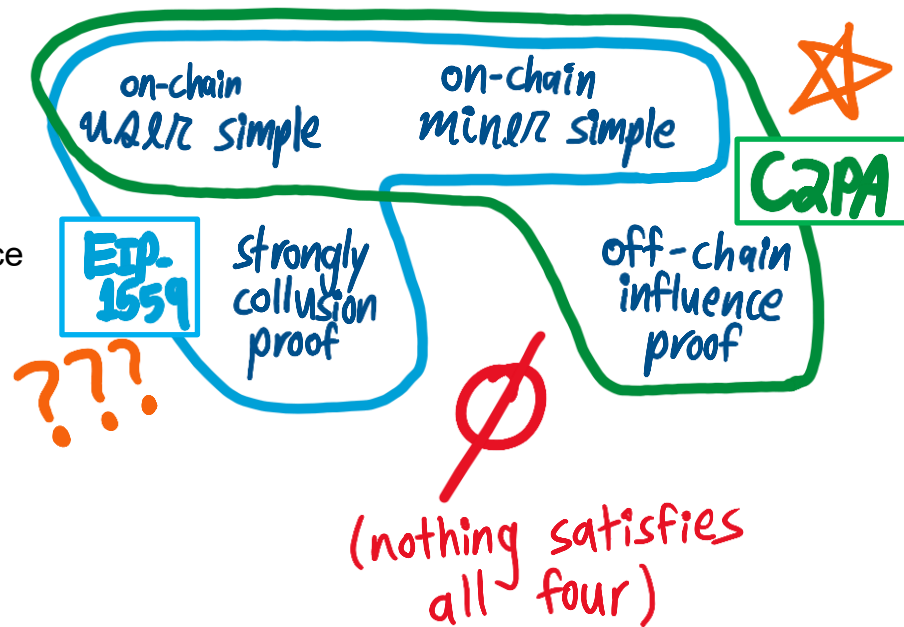 on-chain
user simple
on-chain
miner simple
C2PA
ce
EIP-
1559
strongly
collusion
proof
off-chain
influence
proof
???
Ø
(nothing satisfies
all four)